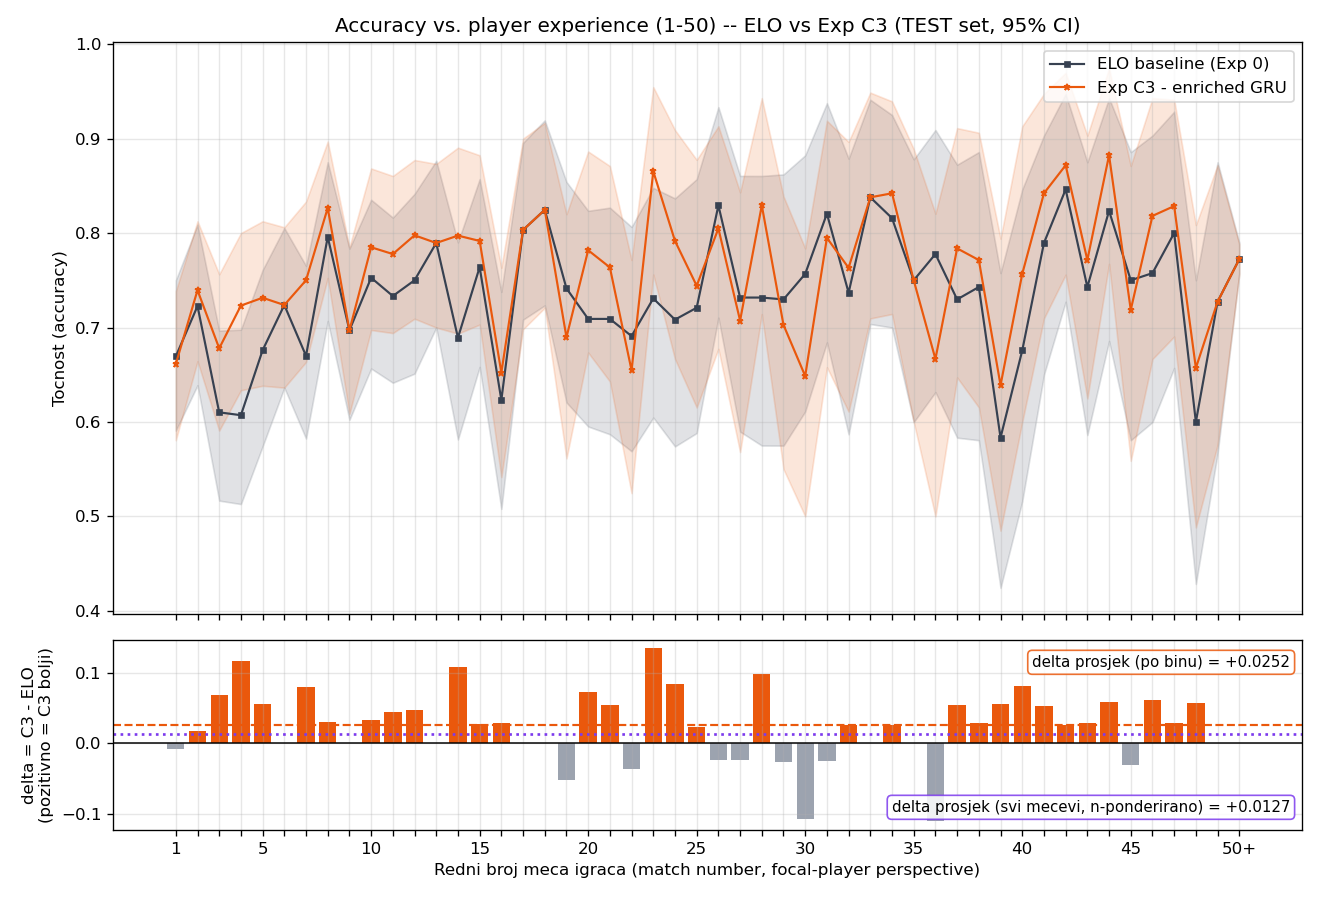 Accuracy vs. player experience (1-50) -- ELO vs Exp C3 (TEST set, 95% CI)
ELO baseline (Exp 0)
Exp C3 - enriched GRU
Tocnost (accuracy)
1.0
0.9
0.8
0.7
0.6
0.5
0.4
delta = C3 - ELO
(pozitivno = C3 bolji)
0.1
0.0
−0.1
delta prosjek (po binu) = +0.0252
delta prosjek (svi mecevi, n-ponderirano) = +0.0127
1 5 10 15 20 25 30 35 40 45 50+
Redni broj meca igraca (match number, focal-player perspective)